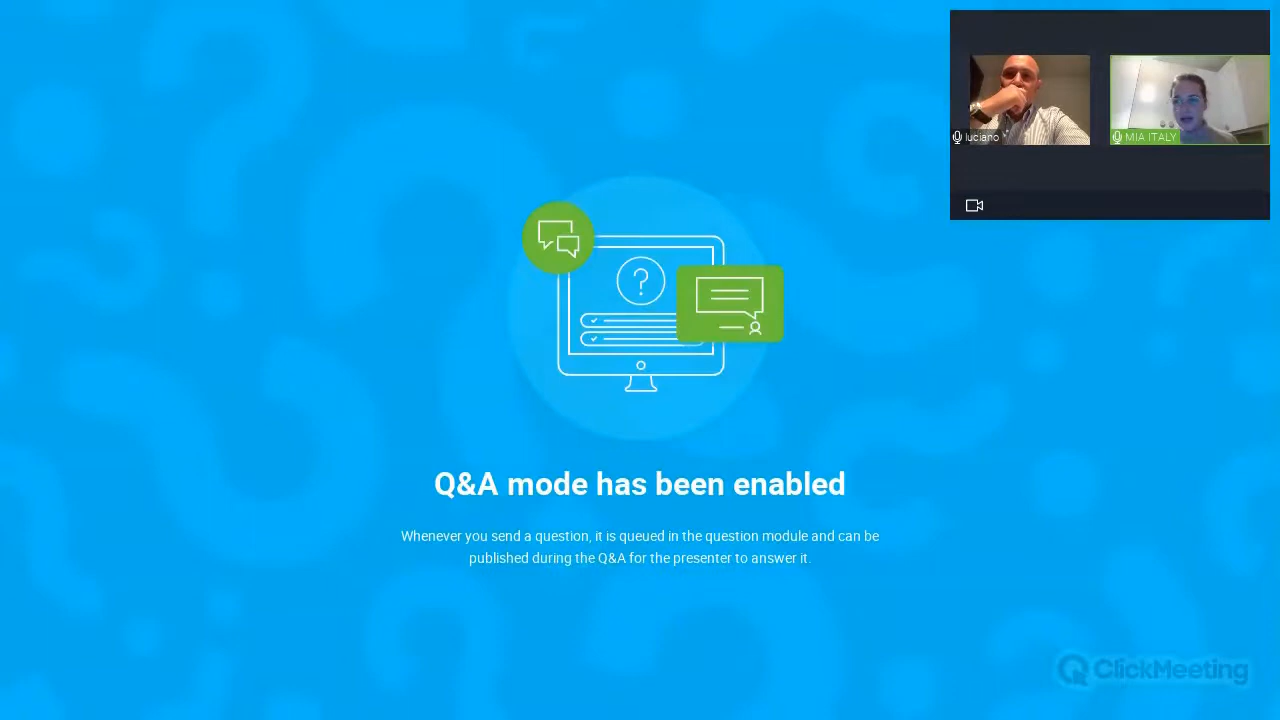 luciano
MIA ITALY
?
Q&A mode has been enabled
Whenever you send a question, it is queued in the question module and can be
published during the Q&A for the presenter to answer it.
ClickMeeting